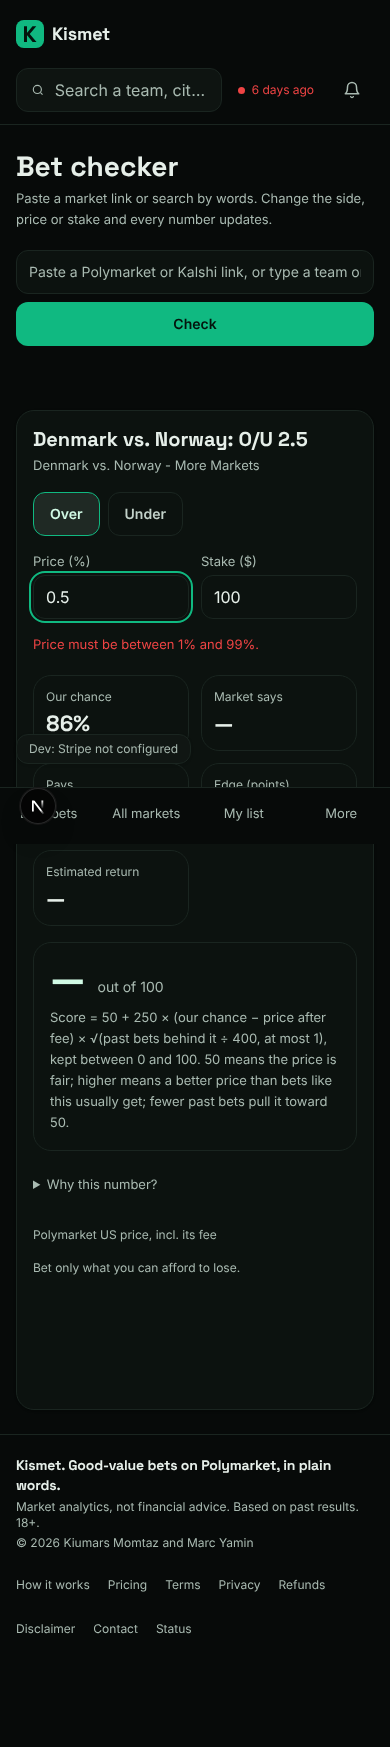 Kismet
Search a team, cit...
6 days ago
Bet checker
Paste a market link or search by words. Change the side,
price or stake and every number updates.
Paste a Polymarket or Kalshi link, or type a team o
Check
Denmark vs. Norway: O/U 2.5
Denmark vs. Norway - More Markets
Over
Under
Price (%)
Stake ($)
0.5
100
Price must be between 1% and 99%.
Our chance
Market says
86%
—
Dev: Stripe not configured
Pays
Edge (points)
bets
All markets
My list
More
Estimated return
—
— out of 100
Score = 50 + 250 × (our chance − price after
fee) × √(past bets behind it ÷ 400, at most 1),
kept between 0 and 100. 50 means the price is
fair; higher means a better price than bets like
this usually get; fewer past bets pull it toward
50.
Why this number?
Polymarket US price, incl. its fee
Bet only what you can afford to lose.
Kismet. Good-value bets on Polymarket, in plain
words.
Market analytics, not financial advice. Based on past results.
18+.
© 2026 Kiumars Momtaz and Marc Yamin
How it works
Pricing
Terms
Privacy
Refunds
Disclaimer
Contact
Status